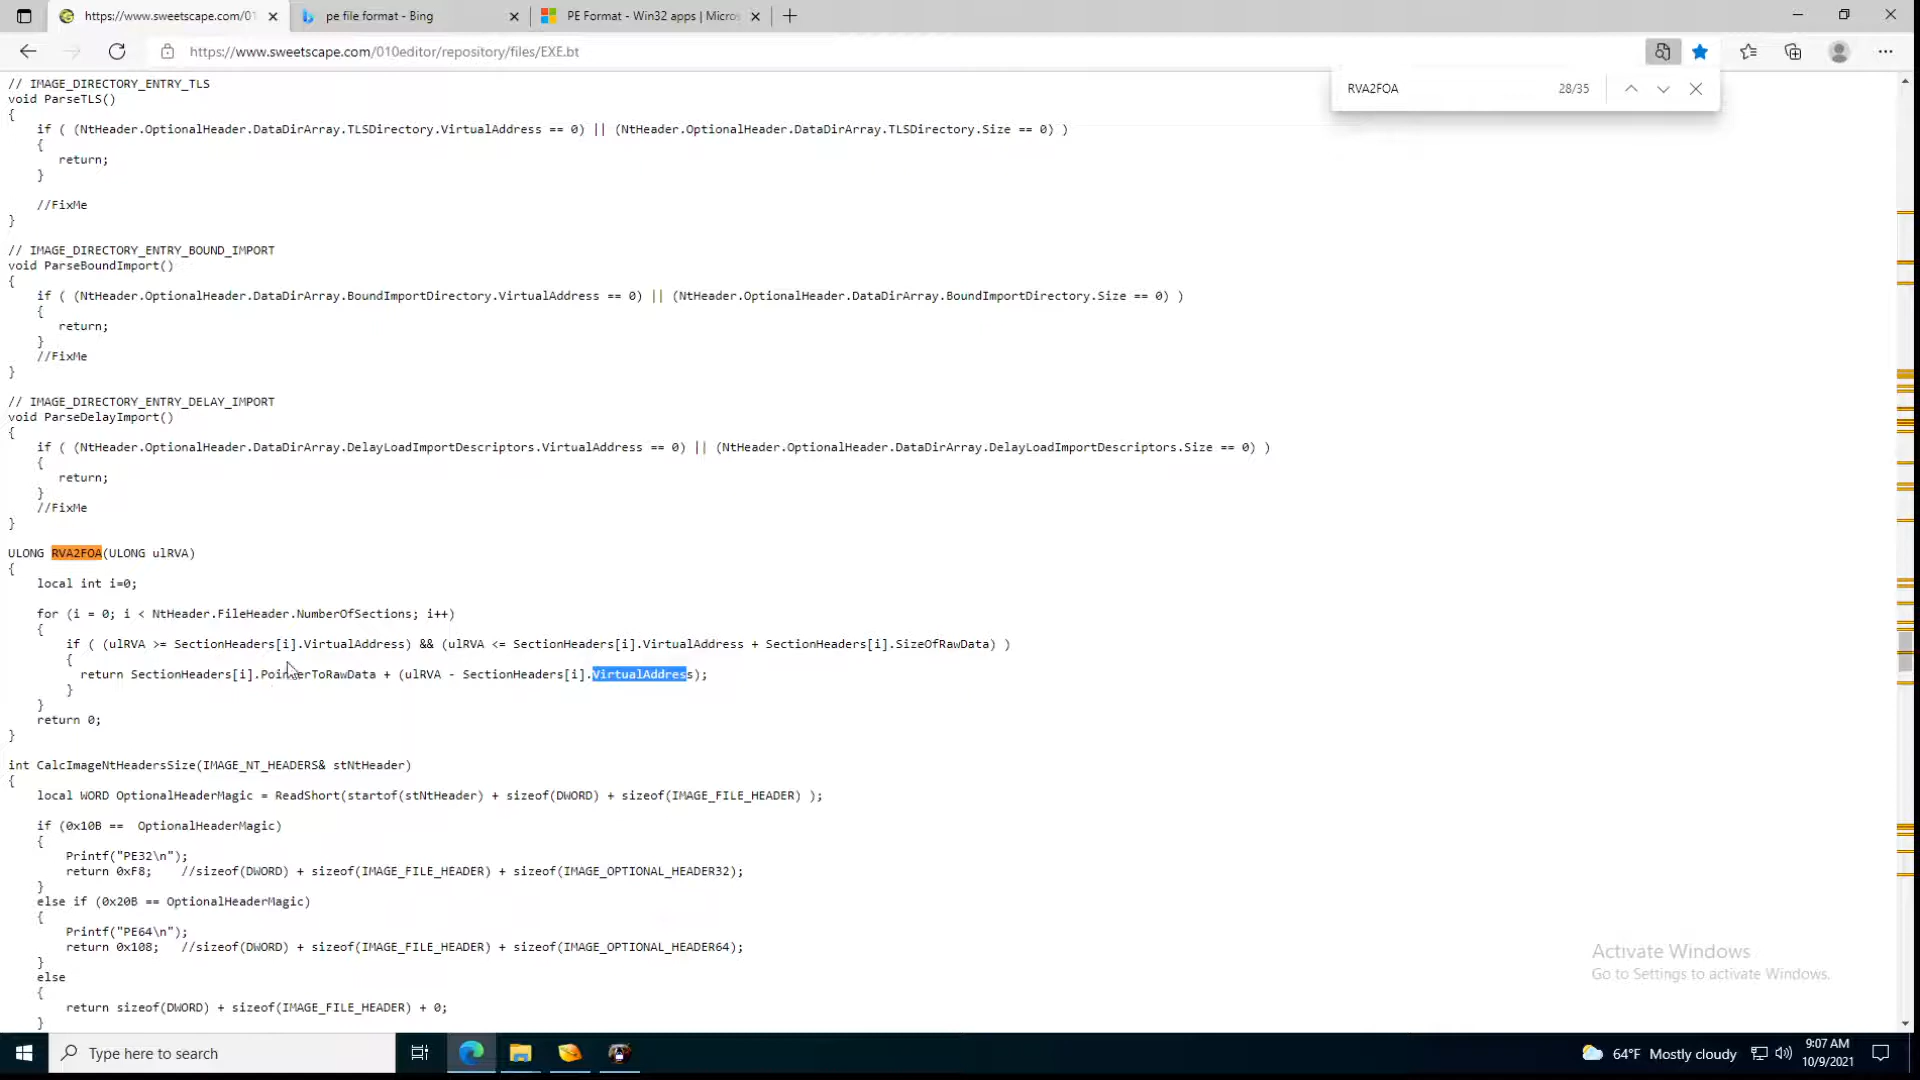 https://www.sweetscape.com/01
pe file format - Bing
PE Format - Win32 apps | Micros
https://www.sweetscape.com/010editor/repository/files/EXE.bt
RVA2FOA
28/35
// IMAGE_DIRECTORY_ENTRY_TLS
void ParseTLS()
{
if ( (NtHeader.OptionalHeader.DataDirArray.TLSDirectory.VirtualAddress == 0) || (NtHeader.OptionalHeader.DataDirArray.TLSDirectory.Size == 0) )
{
return;
}
//FixMe
}
// IMAGE_DIRECTORY_ENTRY_BOUND_IMPORT
void ParseBoundImport()
{
if ( (NtHeader.OptionalHeader.DataDirArray.BoundImportDirectory.VirtualAddress == 0) || (NtHeader.OptionalHeader.DataDirArray.BoundImportDirectory.Size == 0) )
{
return;
}
//FixMe
}
// IMAGE_DIRECTORY_ENTRY_DELAY_IMPORT
void ParseDelayImport()
{
if ( (NtHeader.OptionalHeader.DataDirArray.DelayLoadImportDescriptors.VirtualAddress == 0) || (NtHeader.OptionalHeader.DataDirArray.DelayLoadImportDescriptors.Size == 0) )
{
return;
}
//FixMe
}
ULONG RVA2FOA(ULONG ulRVA)
{
local int i=0;
for (i = 0; i < NtHeader.FileHeader.NumberOfSections; i++)
{
if ( (ulRVA >= SectionHeaders[i].VirtualAddress) && (ulRVA <= SectionHeaders[i].VirtualAddress + SectionHeaders[i].SizeOfRawData) )
{
return SectionHeaders[i].PointerToRawData + (ulRVA - SectionHeaders[i].VirtualAddress);
}
}
return 0;
}
int CalcImageNtHeadersSize(IMAGE_NT_HEADERS& stNtHeader)
{
local WORD OptionalHeaderMagic = ReadShort(startof(stNtHeader) + sizeof(DWORD) + sizeof(IMAGE_FILE_HEADER) );
if (0x10B == OptionalHeaderMagic)
{
Printf("PE32\n");
return 0xF8; //sizeof(DWORD) + sizeof(IMAGE_FILE_HEADER) + sizeof(IMAGE_OPTIONAL_HEADER32);
}
else if (0x20B == OptionalHeaderMagic)
{
Printf("PE64\n");
return 0x108; //sizeof(DWORD) + sizeof(IMAGE_FILE_HEADER) + sizeof(IMAGE_OPTIONAL_HEADER64);
}
else
{
return sizeof(DWORD) + sizeof(IMAGE_FILE_HEADER) + 0;
}
Activate Windows
Go to Settings to activate Windows.
Type here to search
64°F Mostly cloudy
9:07 AM
10/9/2021